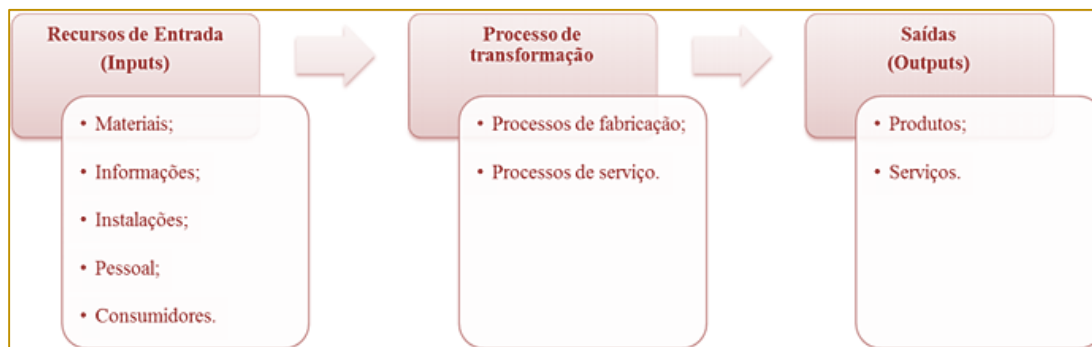 Recursos de Entrada
(Inputs)
• Materiais;
• Informações;
• Instalações;
• Pessoal;
• Consumidores.
Processo de
transformação
• Processos de fabricação;
• Processos de serviço.
Saídas
(Outputs)
• Produtos;
• Serviços.